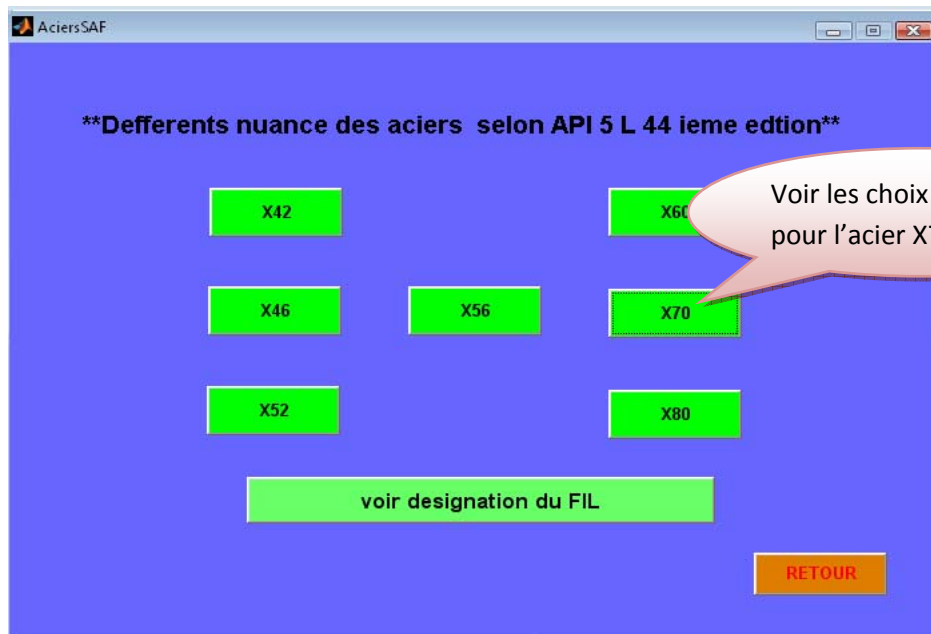 AciersSAF
**Defferents nuance des aciers selon API 5 L 44 ieme edtion**
X42
X60
Voir les choix
pour l'acier
X46
X56
X70
X52
X80
voir designation du FIL
RETOUR